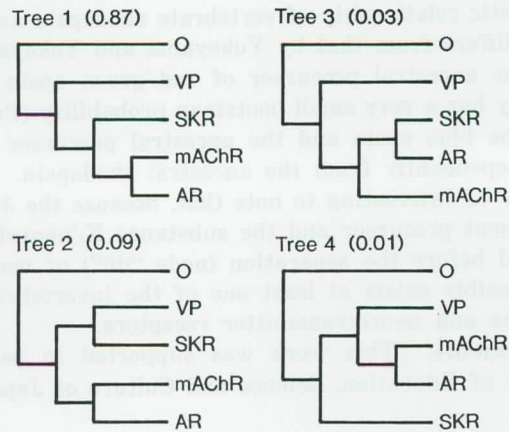 Tree 1 (0.87)
O
VP
SKR
mAChR
AR
Tree 3 (0.03)
O
VP
SKR
AR
mAChR
Tree 2 (0.09)
O
VP
SKR
mAChR
AR
Tree 4 (0.01)
O
VP
mAChR
AR
SKR